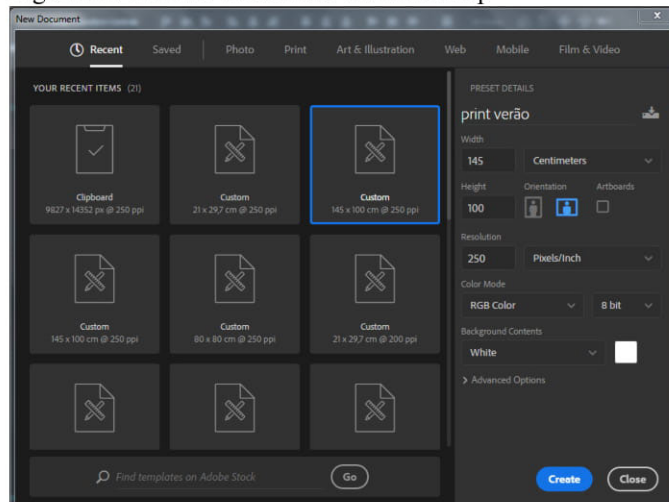 New Document
Recent Saved Photo Print Art & Illustration Web Mobile Film & Video
YOUR RECENT ITEMS (21)
Clipboard
9827 x 14352 px @ 250 ppi
Custom
21 x 29,7 cm @ 250 ppi
Custom
145 x 100 cm @ 250 ppi
Custom
145 x 100 cm @ 250 ppi
Custom
80 x 80 cm @ 250 ppi
Custom
21 x 29,7 cm @ 200 ppi
Find templates on Adobe Stock
Go
PRESET DETAILS
print verão
Width
145 Centimeters
Height Orientation Artboards
100
Resolution
250 Pixels/Inch
Color Mode
RGB Color 8 bit
Background Contents
White
Advanced Options
Create Close